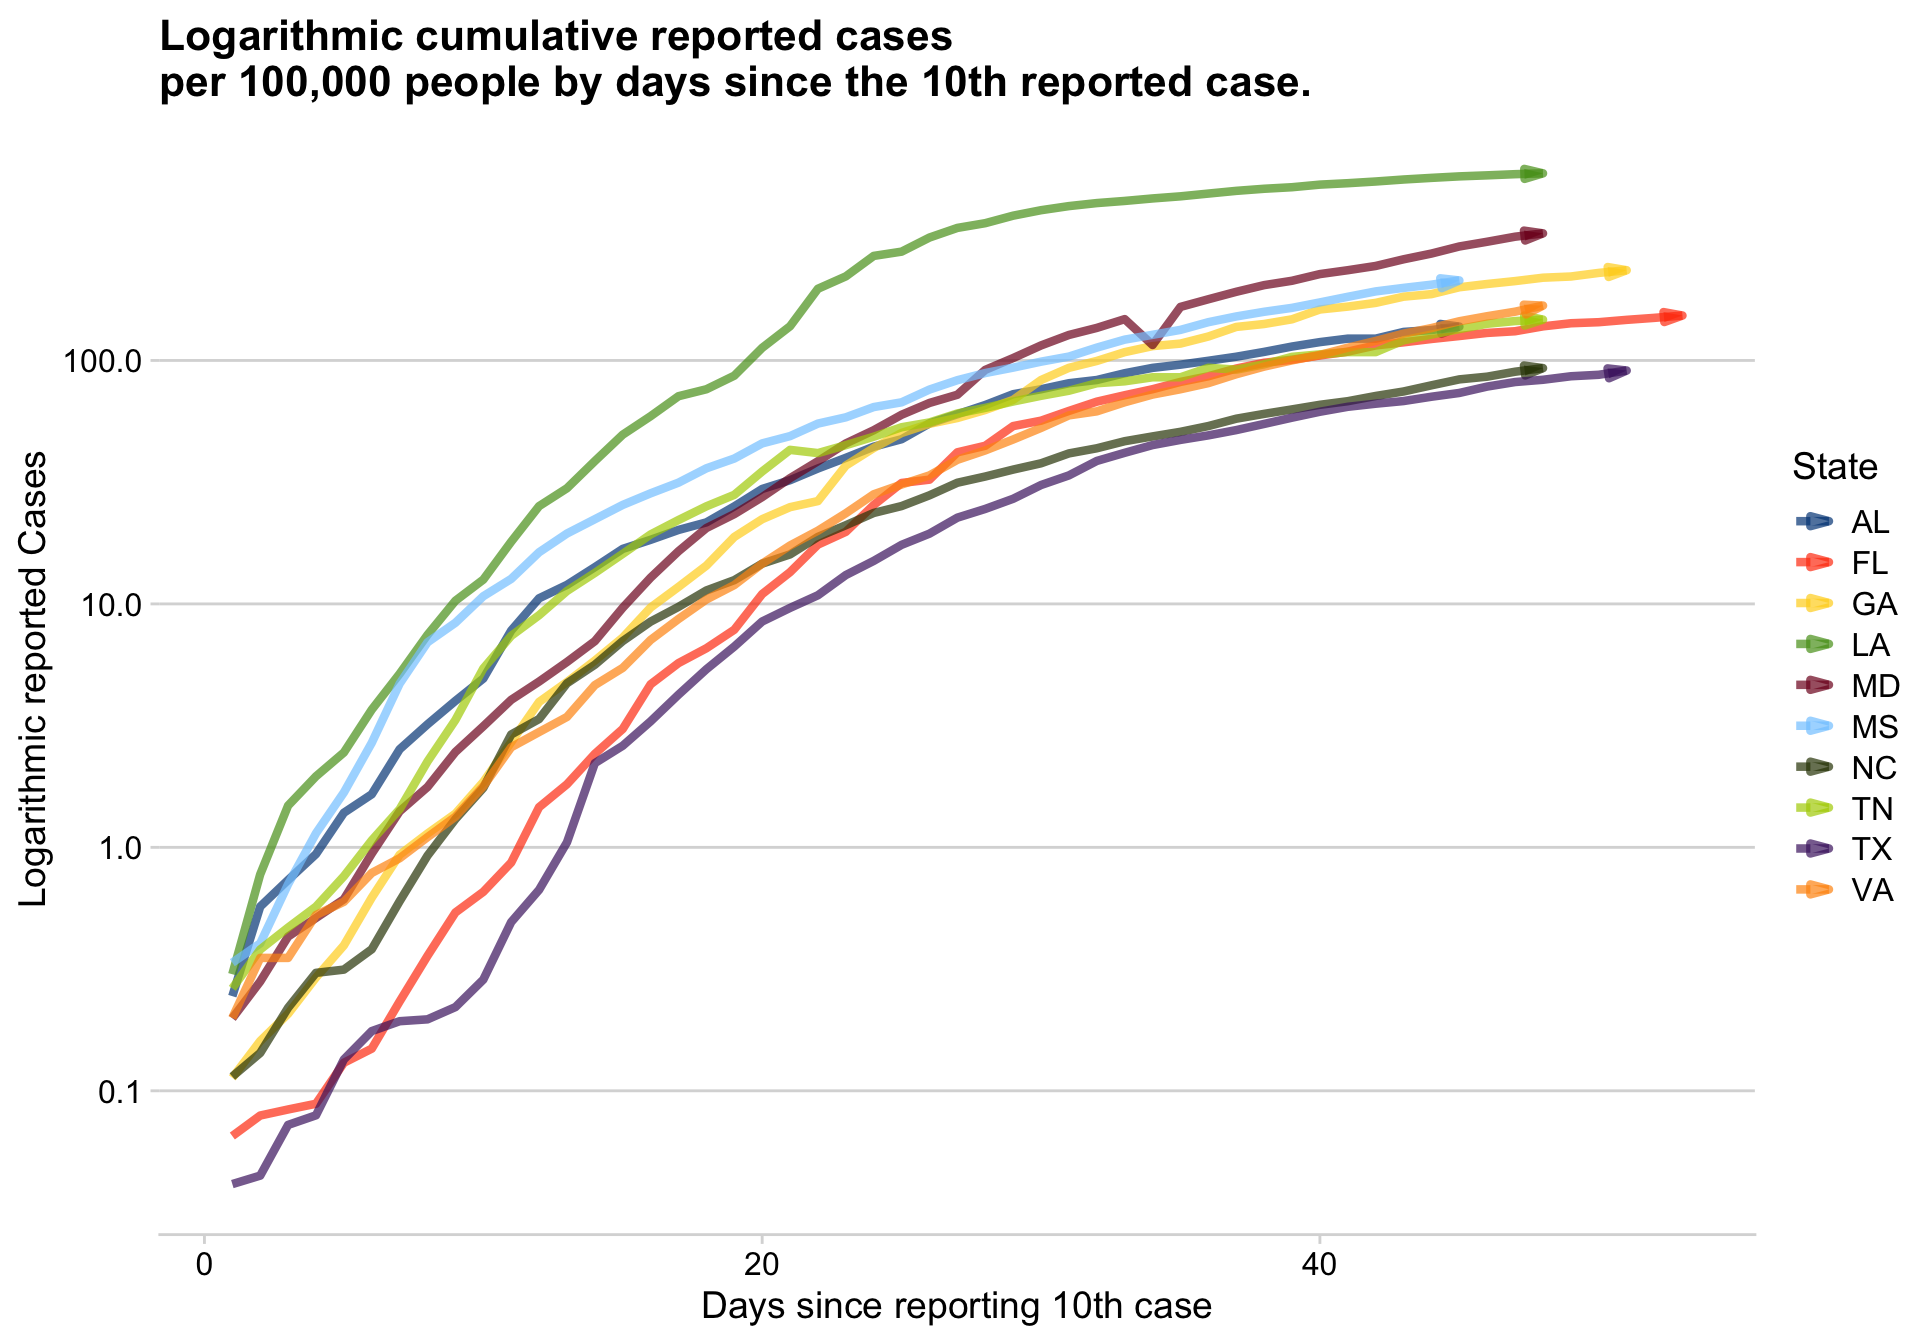 Logarithmic cumulative reported cases
per 100,000 people by days since the 10th reported case.
Logarithmic reported Cases
100.0
10.0
1.0
0.1
0
20
40
Days since reporting 10th case
State
AL
FL
GA
LA
MD
MS
NC
TN
TX
VA